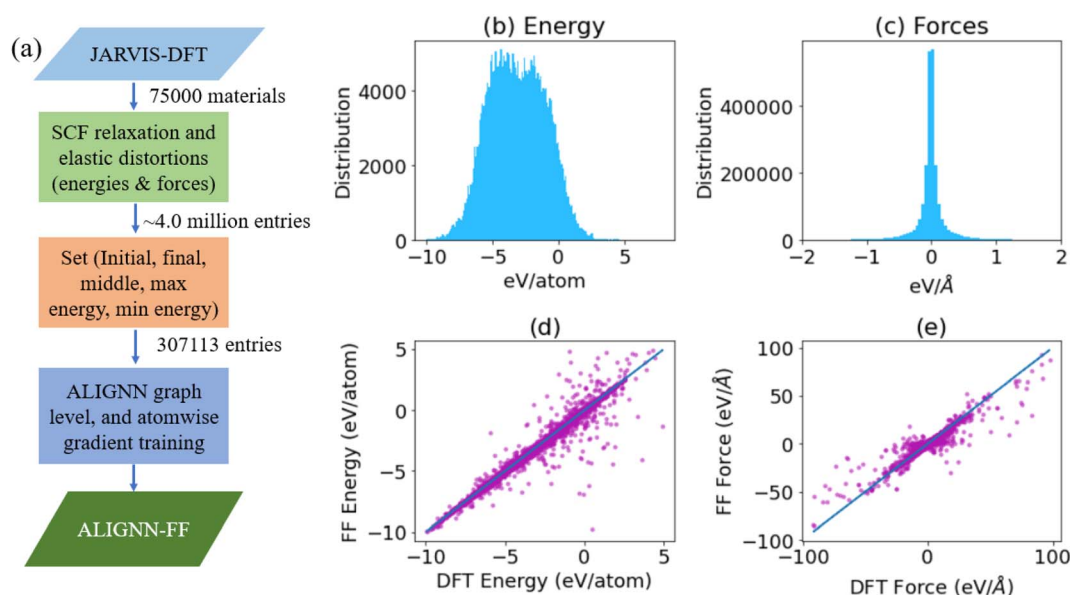 (a)
JARVIS-DFT
75000 materials
SCF relaxation and
elastic distortions
(energies & forces)
~4.0 million entries
Set (Initial, final,
middle, max
energy, min energy)
307113 entries
ALIGNN graph
level, and atomwise
gradient training
ALIGNN-FF
(b) Energy
Distribution
4000
2000
0
−10
−5
0
5
eV/atom
(c) Forces
Distribution
400000
200000
0
−2
−1
0
1
2
eV/Å
(d)
FF Energy (eV/atom)
5
0
−5
−10
−10
−5
0
5
DFT Energy (eV/atom)
(e)
FF Force (eV/Å)
100
50
0
−50
−100
−100
0
100
DFT Force (eV/Å)